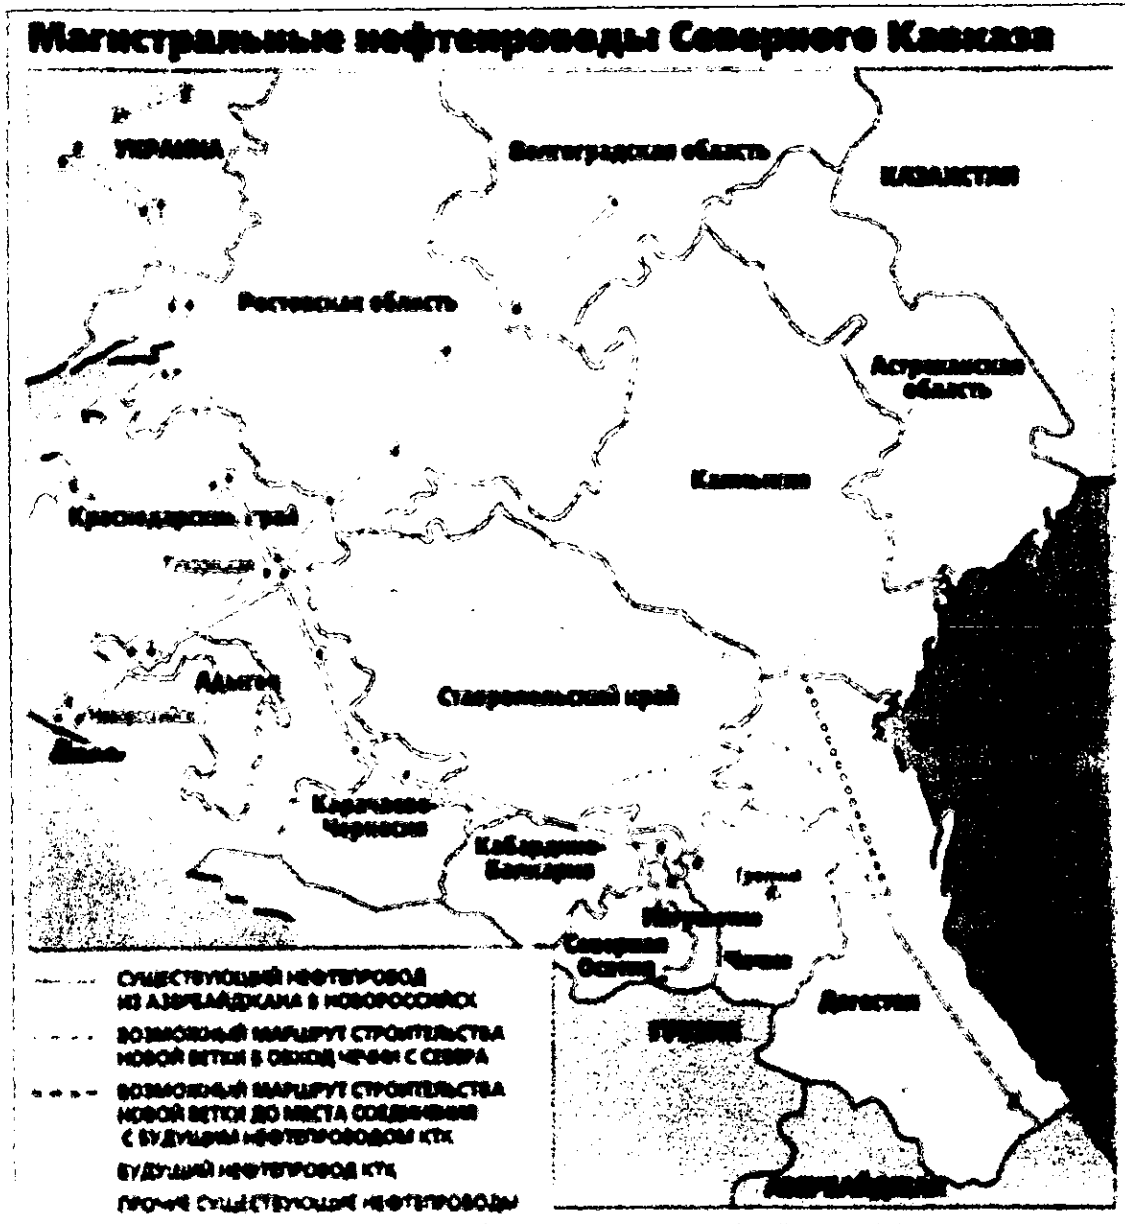 Магистральные нефтепроводы Северного Кавказа
УКРАИНА
Волгоградская область
КАЗАХСТАН
Ростовская область
Астраханская
область
Калмыкия
Краснодарский край
Тихорецк
Адыгея
Ставропольский край
Новороссийск
Карачаево-
Черкесия
Кабардино-
Балкария
Грозный
Ингушетия
Северная
Осетия
Чечня
Дагестан
ГРУЗИЯ
АЗЕРБАЙДЖАН
СУЩЕСТВУЮЩИЙ НЕФТЕПРОВОД
ИЗ АЗЕРБАЙДЖАНА В НОВОРОССИЙСК
ВОЗМОЖНЫЙ МАРШРУТ СТРОИТЕЛЬСТВА
НОВОЙ ВЕТКИ В ОБХОД ЧЕЧНИ С СЕВЕРА
ВОЗМОЖНЫЙ МАРШРУТ СТРОИТЕЛЬСТВА
НОВОЙ ВЕТКИ ДО МЕСТА СОЕДИНЕНИЯ
С БУДУЩИМ НЕФТЕПРОВОДОМ КТК
БУДУЩИЙ НЕФТЕПРОВОД КТК
ПРОЧИЕ СУЩЕСТВУЮЩИЕ НЕФТЕПРОВОДЫ